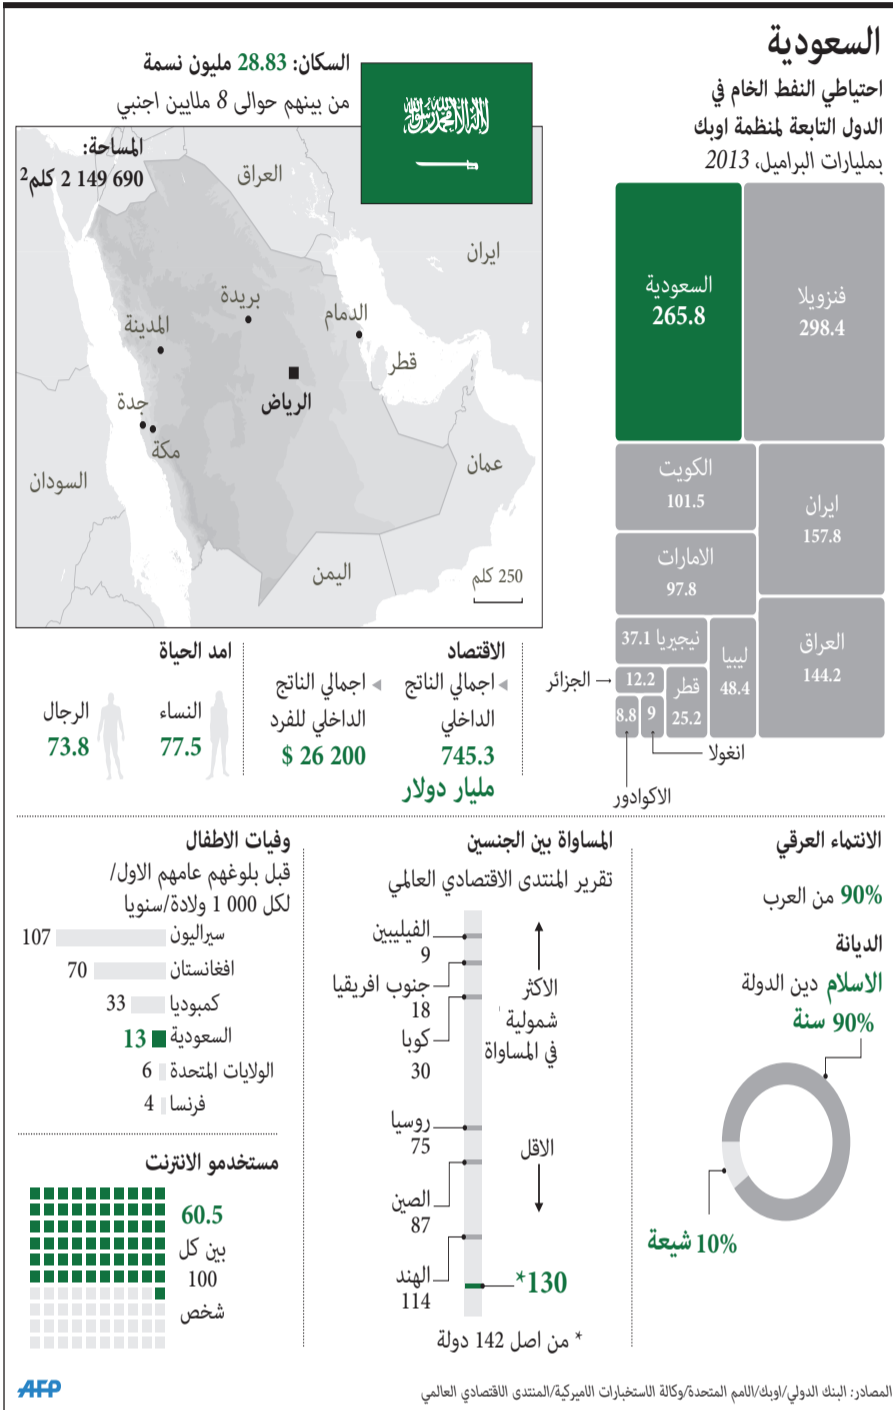 السعودية
احتياطي النفط الخام في
الدول التابعة لمنظمة اوبك
بمليارات البراميل، 2013
السعودية
265.8
فنزويلا
298.4
الكويت
101.5
ايران
157.8
الامارات
97.8
العراق
144.2
نيجيريا 37.1
ليبيا
48.4
الجزائر
12.2
قطر
25.2
8.8
9
انغولا
الاكوادور
السكان: 28.83 مليون نسمة
من بينهم حوالى 8 ملايين اجنبي
لا إله إلا الله محمد رسول الله
المساحة:
690 149 2 كلم2
العراق
ايران
بريدة
الدمام
المدينة
قطر
الرياض
جدة
مكة
السودان
عمان
اليمن
250 كلم
الاقتصاد
اجمالي الناتج
الداخلي
745.3
مليار دولار
اجمالي الناتج
الداخلي للفرد
26 200 $
امد الحياة
النساء
77.5
الرجال
73.8
الانتماء العرقي
90% من العرب
الديانة
الاسلام دين الدولة
90% سنة
10% شيعة
المساواة بين الجنسين
تقرير المنتدى الاقتصادي العالمي
الاكثر
شمولية
في المساواة
الاقل
الفيليبين
9
جنوب افريقيا
18
كوبا
30
روسيا
75
الصين
87
الهند
114
130*
* من اصل 142 دولة
وفيات الاطفال
قبل بلوغهم عامهم الاول/
لكل 000 1 ولادة/سنويا
سيراليون 107
افغانستان 70
كمبوديا 33
السعودية 13
الولايات المتحدة 6
فرنسا 4
مستخدمو الانترنت
60.5
بين كل
100
شخص
المصادر: البنك الدولي/اوبك/الامم المتحدة/وكالة الاستخبارات الاميركية/المنتدى الاقتصادي العالمي
AFP